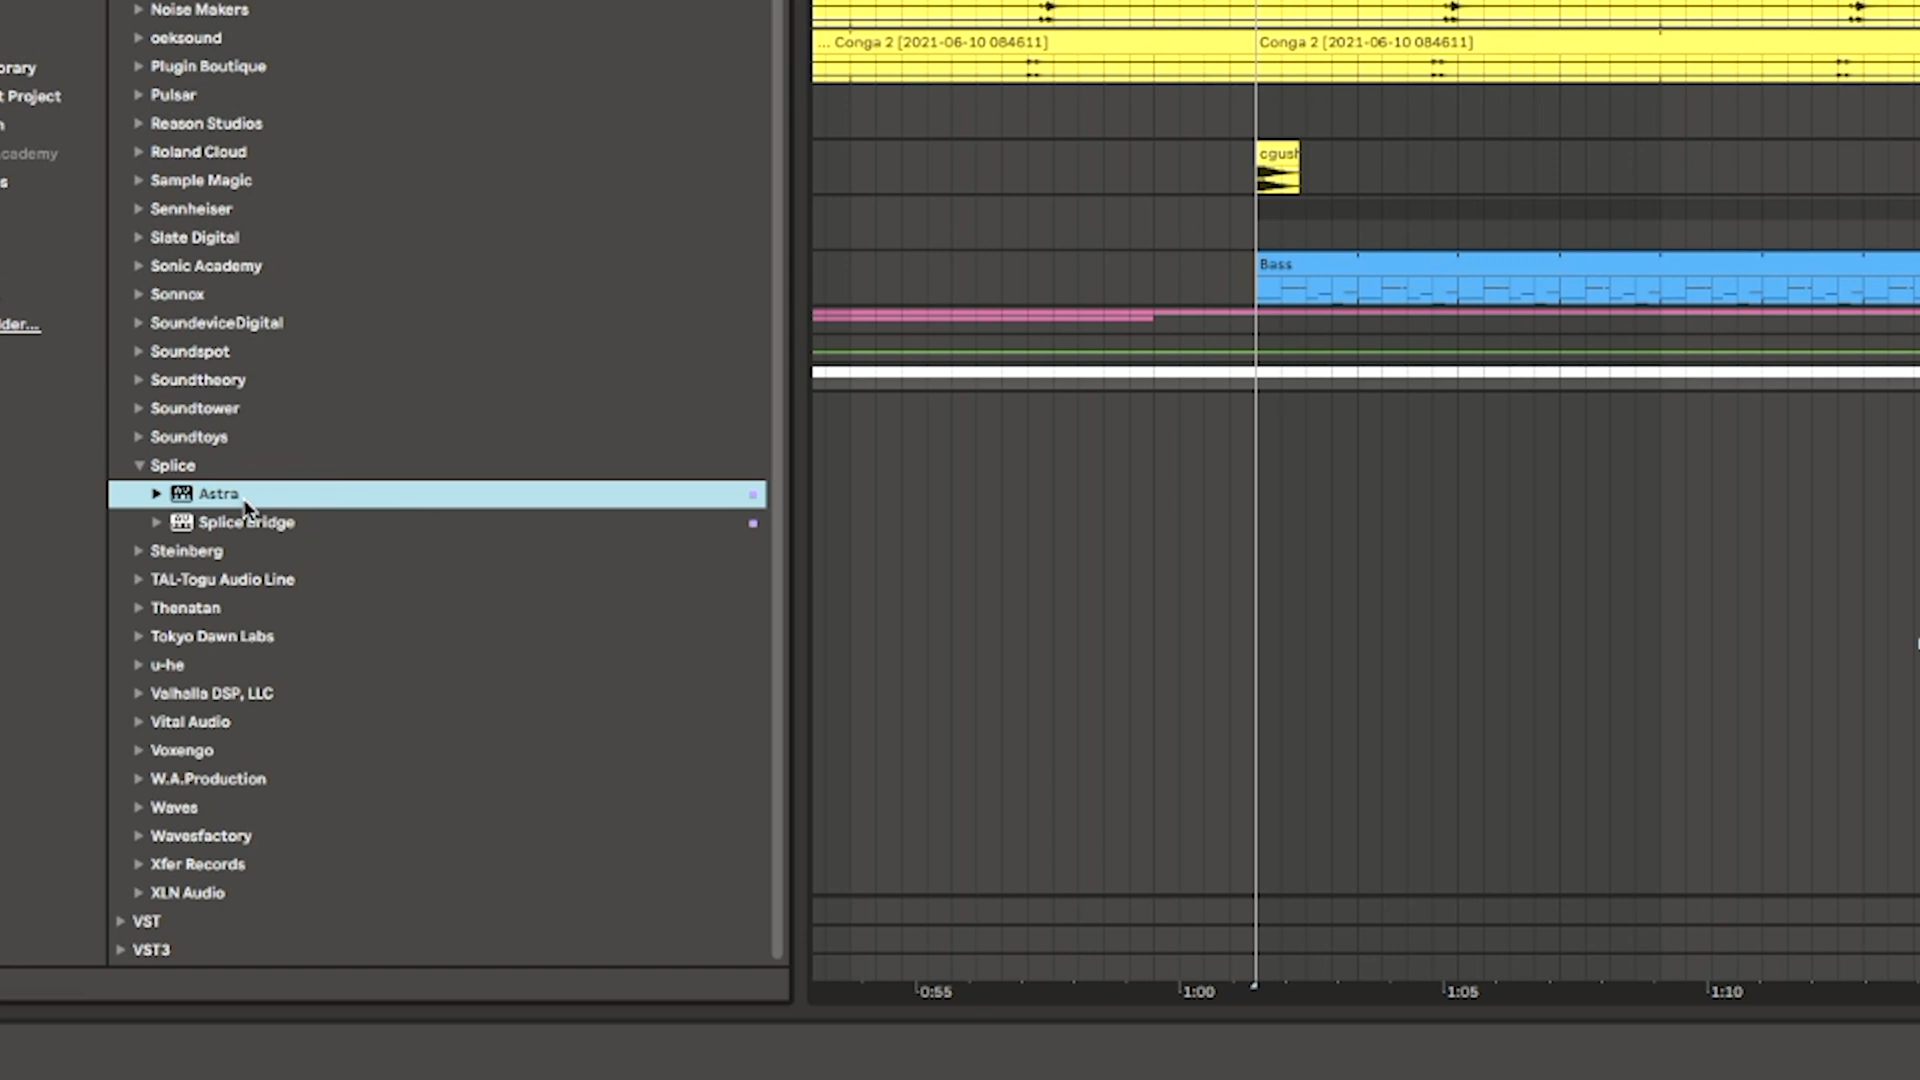 orary
t Project
n
cademy
s
lder...
Noise Makers
oeksound
Plugin Boutique
Pulsar
Reason Studios
Roland Cloud
Sample Magic
Sennheiser
Slate Digital
Sonic Academy
Sonnox
SoundeviceDigital
Soundspot
Soundtheory
Soundtower
Soundtoys
Splice
Astra
Splice Bridge
Steinberg
TAL-Togu Audio Line
Thenatan
Tokyo Dawn Labs
u-he
Valhalla DSP, LLC
Vital Audio
Voxengo
W.A.Production
Waves
Wavesfactory
Xfer Records
XLN Audio
VST
VST3
... Conga 2 [2021-06-10 084611]
Conga 2 [2021-06-10 084611]
cgush
Bass
0:55
1:00
1:05
1:10